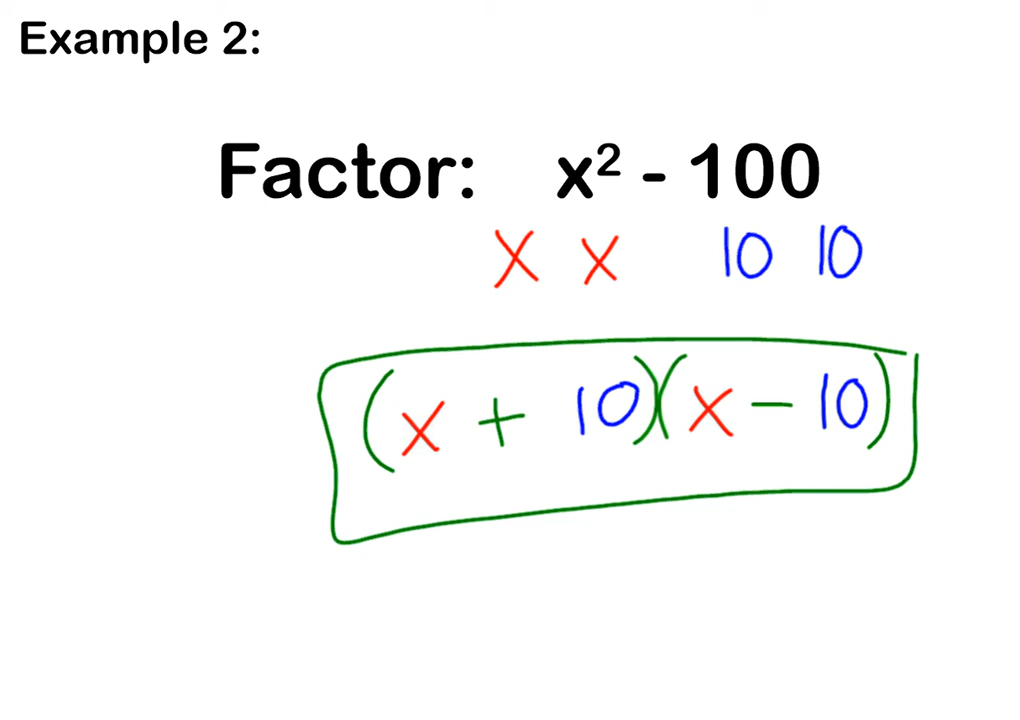 Example 2:
Factor: x² - 100
x x 10 10
(x + 10)(x - 10)